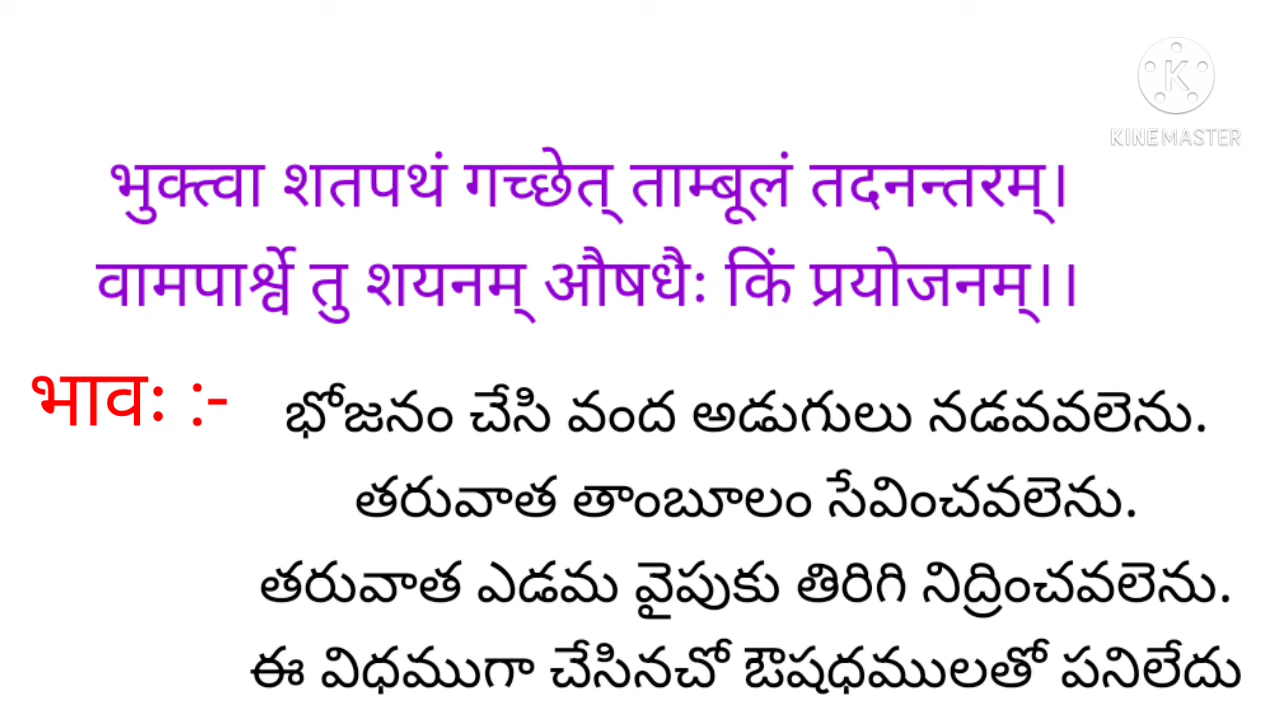 KINEMASTER
भुक्त्वा शतपथं गच्छेत् ताम्बूलं तदनन्तरम्।
वामपार्श्वे तु शयनम् औषधैः किं प्रयोजनम्।।
भावः :- భోజనం చేసి వంద అడుగులు నడవవలెను.
తరువాత తాంబూలం సేవించవలెను.
తరువాత ఎడమ వైపుకు తిరిగి నిద్రించవలెను.
ఈ విధముగా చేసినచో ఔషధములతో పనిలేదు